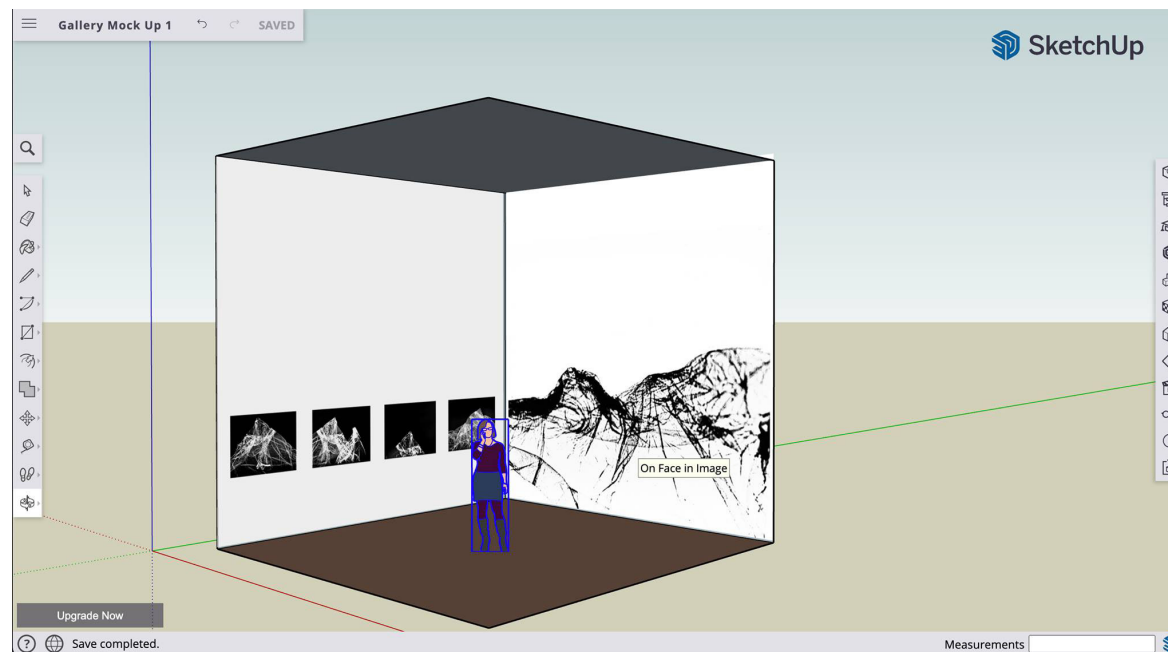 Gallery Mock Up 1
SAVED
SketchUp
On Face in Image
Upgrade Now
Save completed.
Measurements